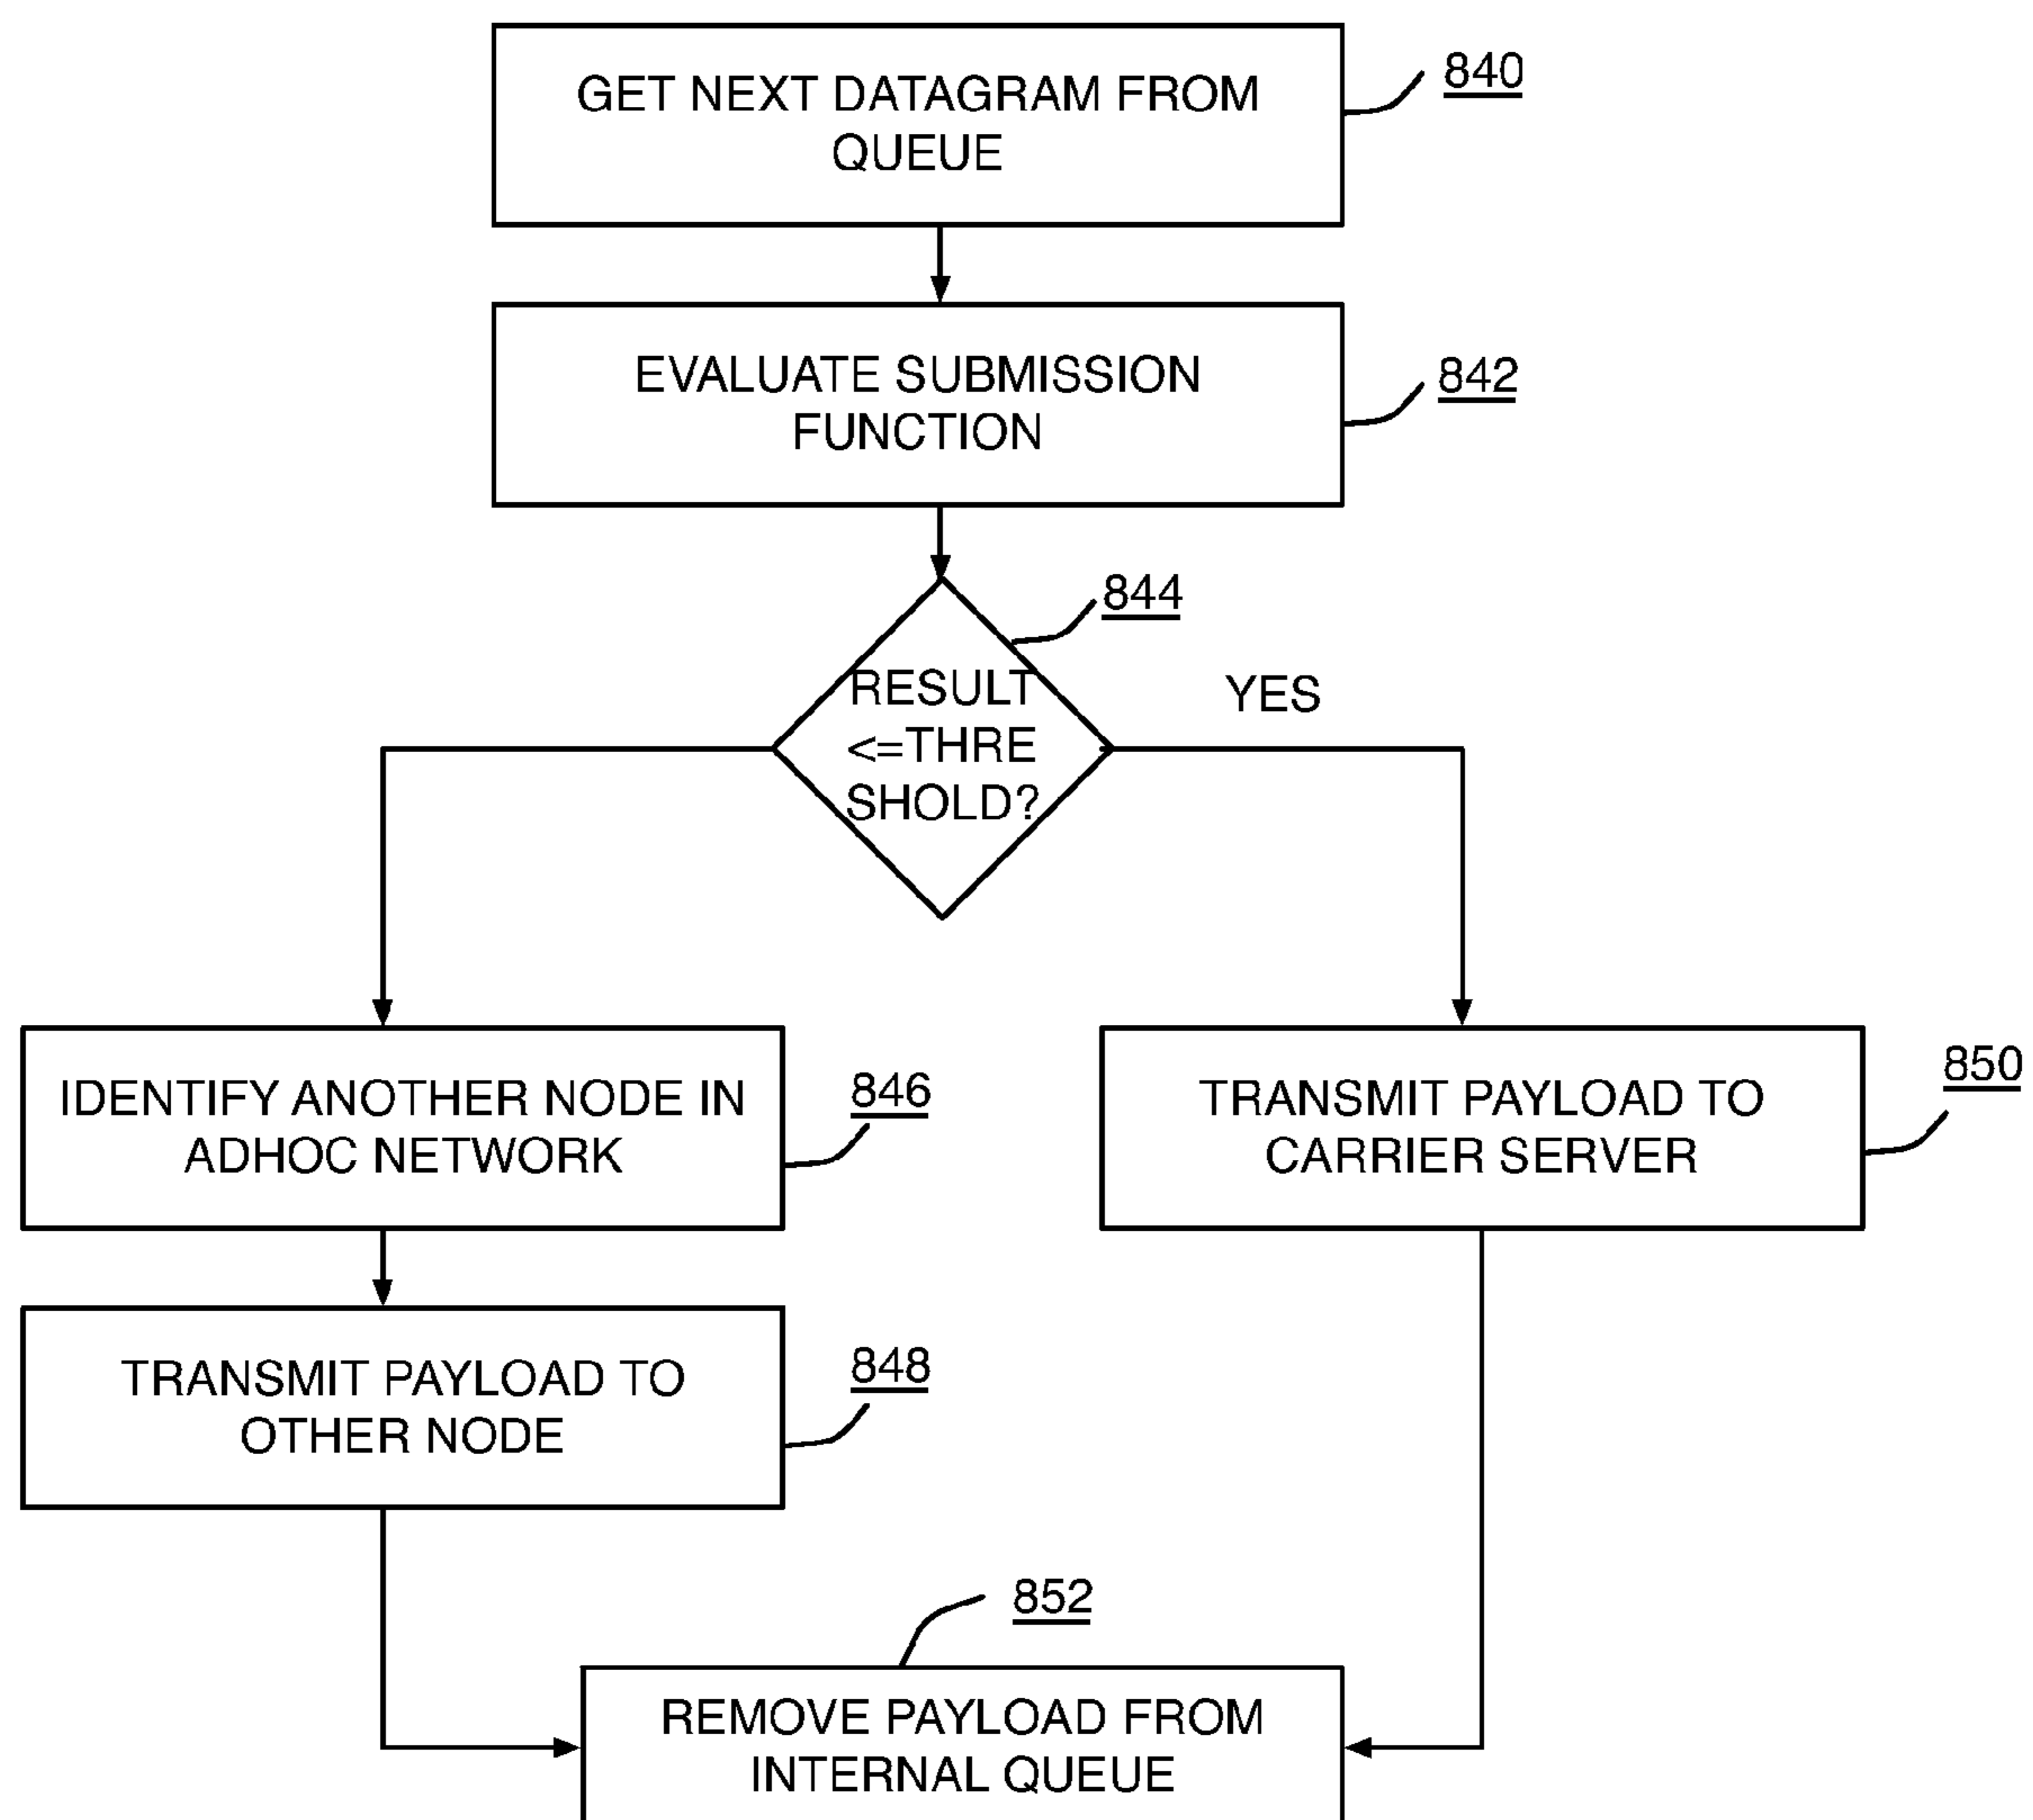 GET NEXT DATAGRAM FROM
QUEUE
840
EVALUATE SUBMISSION
FUNCTION
842
844
RESULT
<=THRE
SHOLD?
YES
IDENTIFY ANOTHER NODE IN
ADHOC NETWORK
846
TRANSMIT PAYLOAD TO
CARRIER SERVER
850
TRANSMIT PAYLOAD TO
OTHER NODE
848
852
REMOVE PAYLOAD FROM
INTERNAL QUEUE